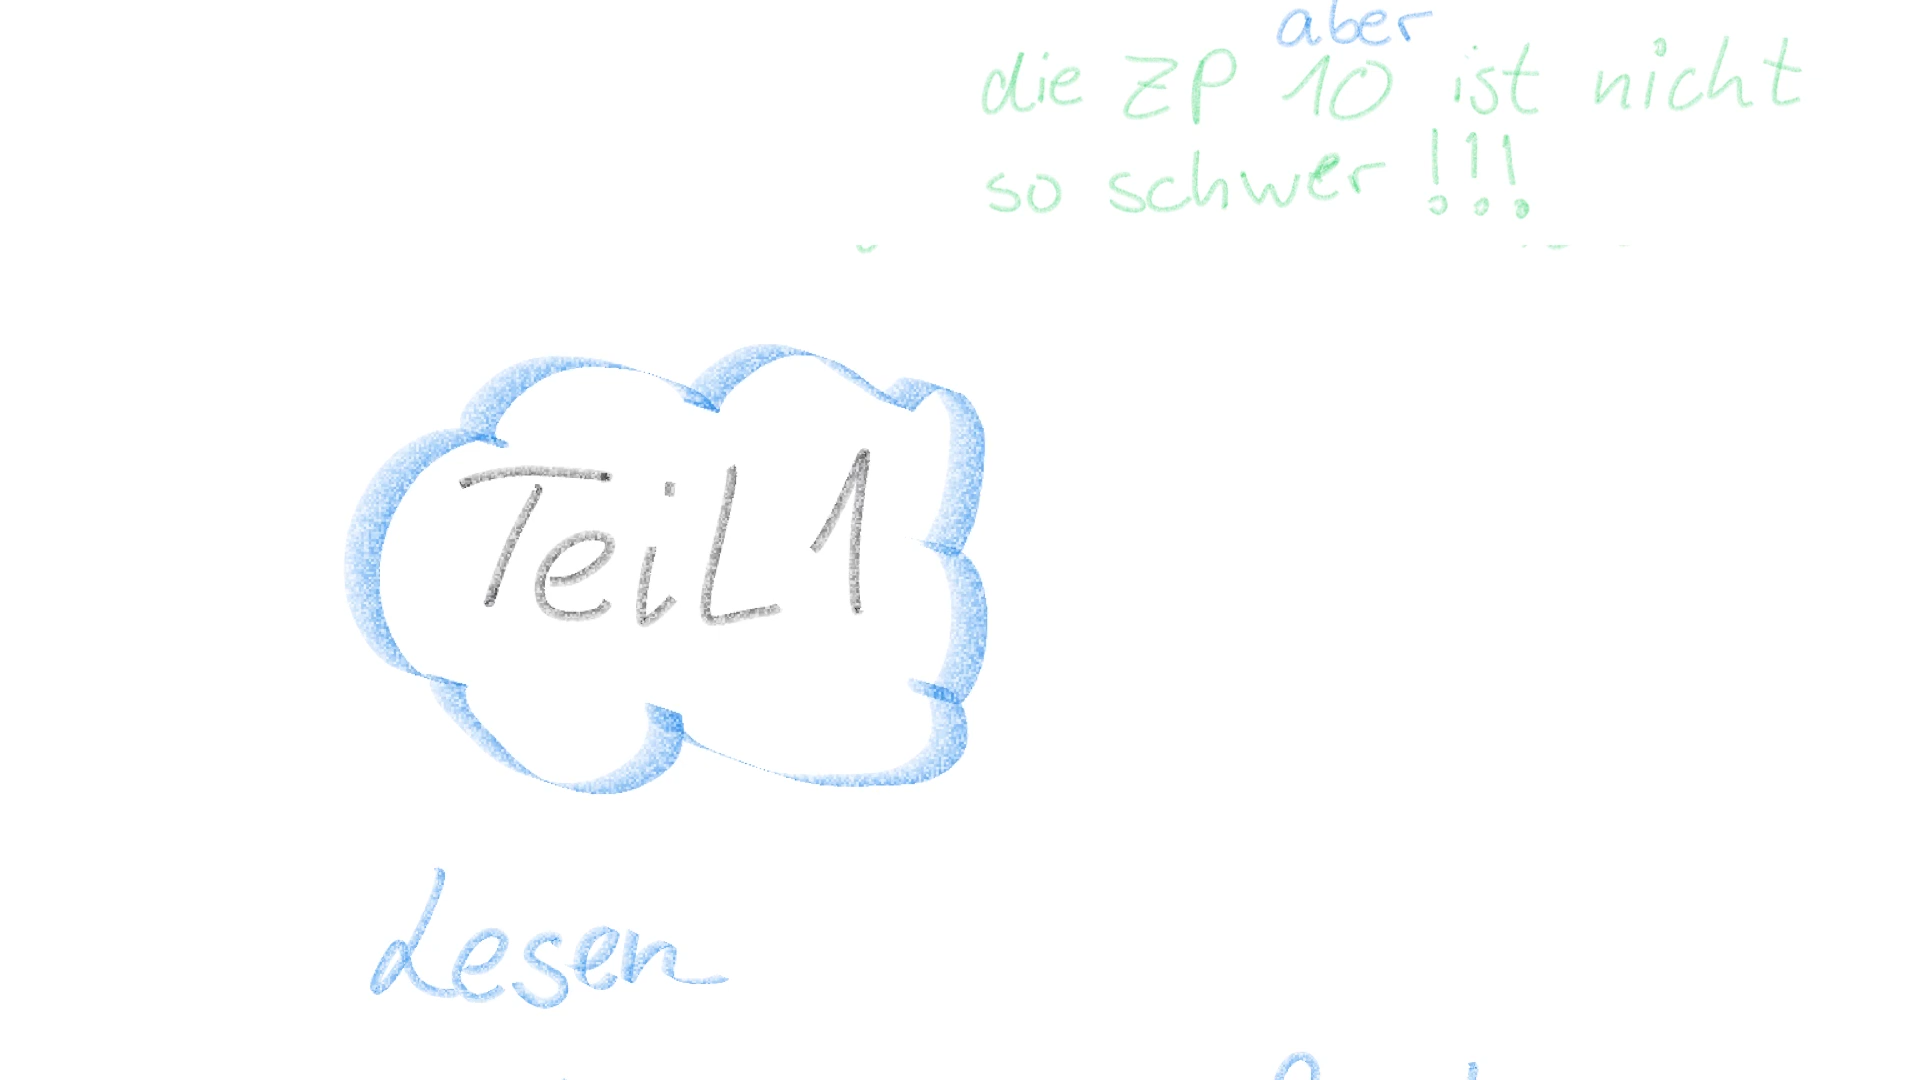 aber
die ZP 10 ist nicht
so schwer !!!
Teil 1
Lesen